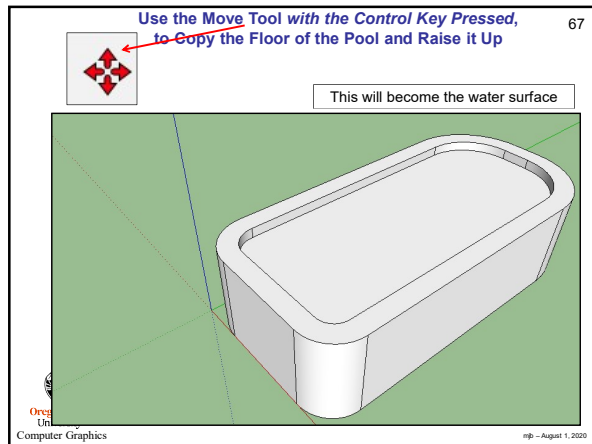 Use the Move Tool with the Control Key Pressed,
to Copy the Floor of the Pool and Raise it Up
67
This will become the water surface
Computer Graphics
mjb – August 1, 2020